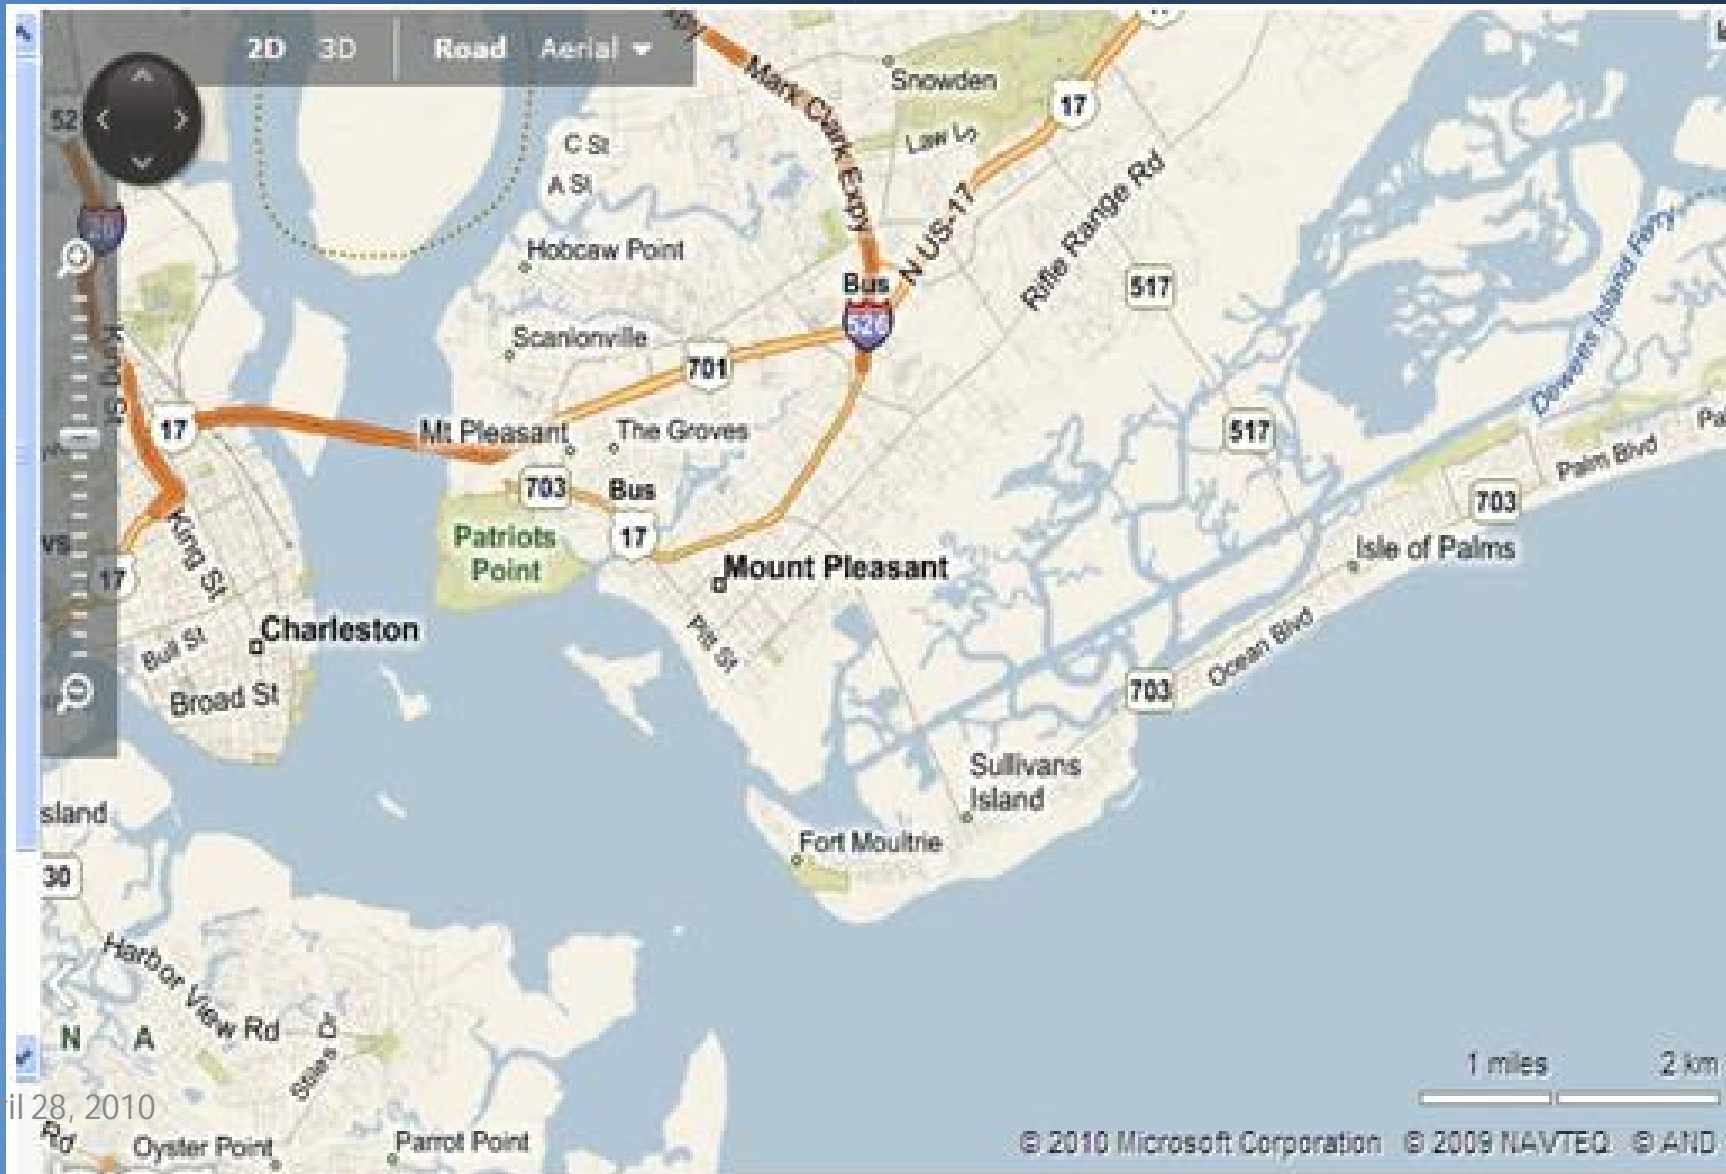 2D 3D Road Aerial
Mark Clark Expy
Snowden
17
52
C St
Law Ln
A St
Rifle Range Rd
N US-17
Hobcaw Point
Bus
517
526
Dewees Island Ferry
Scanlonville
701
King St
17
Mt Pleasant
The Groves
517
Palm Blvd
703
Bus
703
17
Patriots
Point
Isle of Palms
King St
17
Mount Pleasant
Charleston
Bull St
Pitt St
Ocean Blvd
Broad St
703
Sullivans
Island
sland
Fort Moultrie
30
Harbor View Rd
N A
Stiles Dr
1 miles 2 km
il 28, 2010
Rd
Oyster Point
Parrot Point
© 2010 Microsoft Corporation © 2009 NAVTEQ © AND